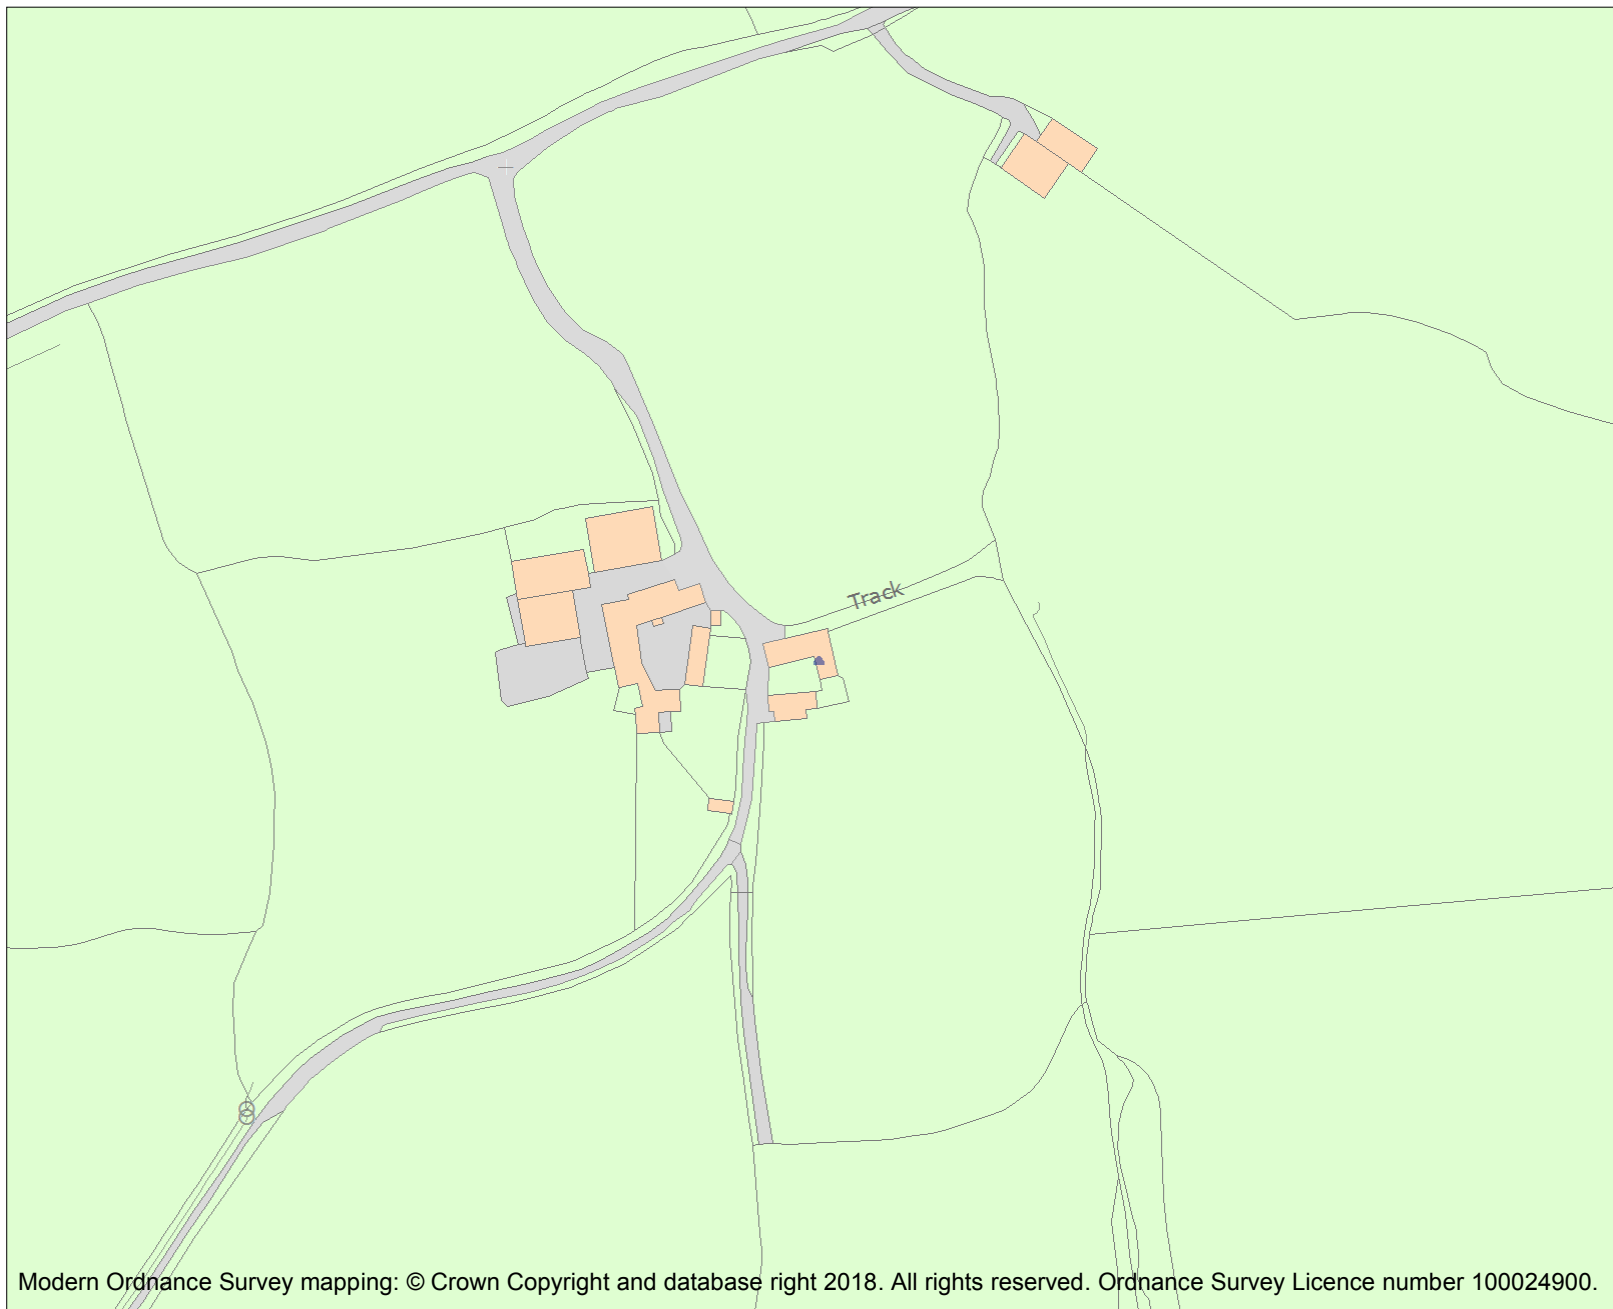 Track
Modern Ordnance Survey mapping: © Crown Copyright and database right 2018. All rights reserved. Ordnance Survey Licence number 100024900.